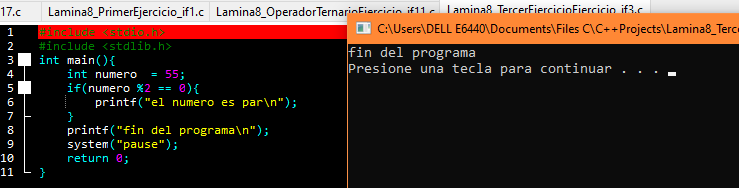 17.c Lamina8_PrimerEjercicio_if1.c Lamina8_OperadorTernarioEjercicio_if11.c Lamina8_TercerEjercicioEjercicio_if3.c
1 #include <stdio.h>
2 #include <stdlib.h>
3 int main(){
4 int numero = 55;
5 if(numero %2 == 0){
6 printf("el numero es par\n");
7 }
8 printf("fin del programa\n");
9 system("pause");
10 return 0;
11 }
C:\Users\DELL E6440\Documents\Files C\C++Projects\Lamina8_Terc
fin del programa
Presione una tecla para continuar . . .